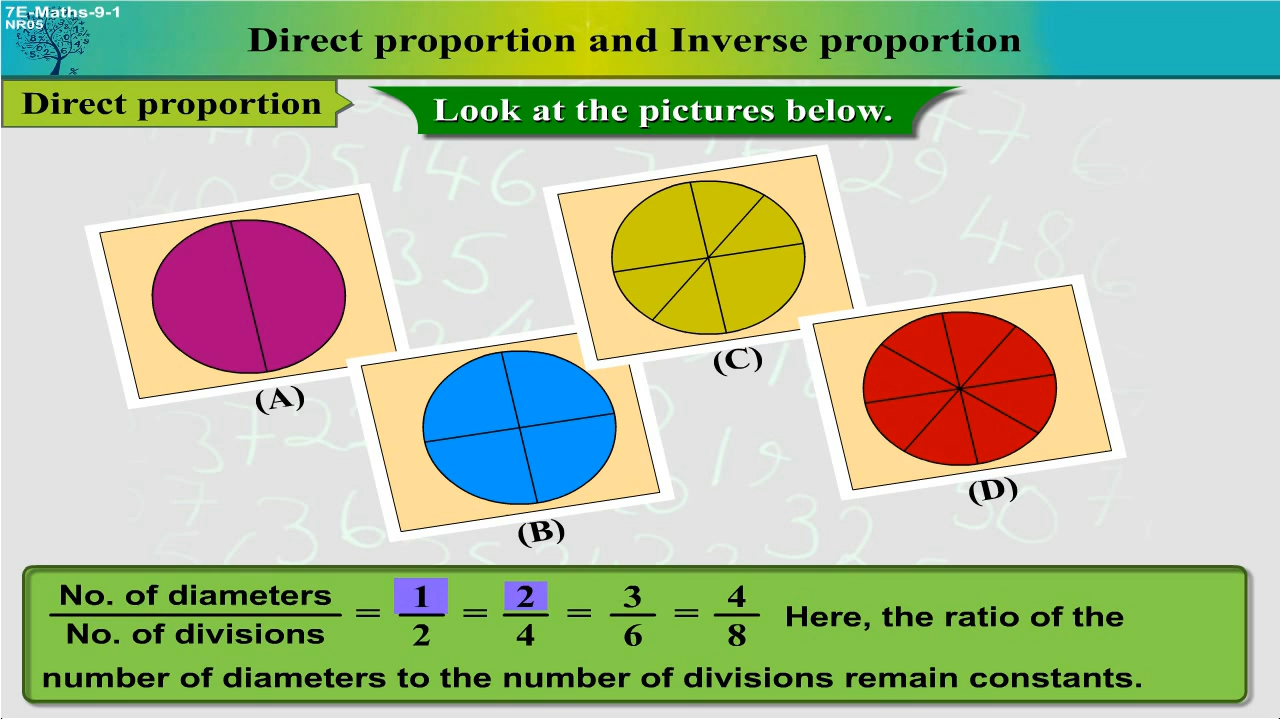 7E-Maths-9-1
NR05
Direct proportion and Inverse proportion
Direct proportion
Look at the pictures below.
(A)
(B)
(C)
(D)
No. of diameters / No. of divisions = 1/2 = 2/4 = 3/6 = 4/8 Here, the ratio of the
number of diameters to the number of divisions remain constants.